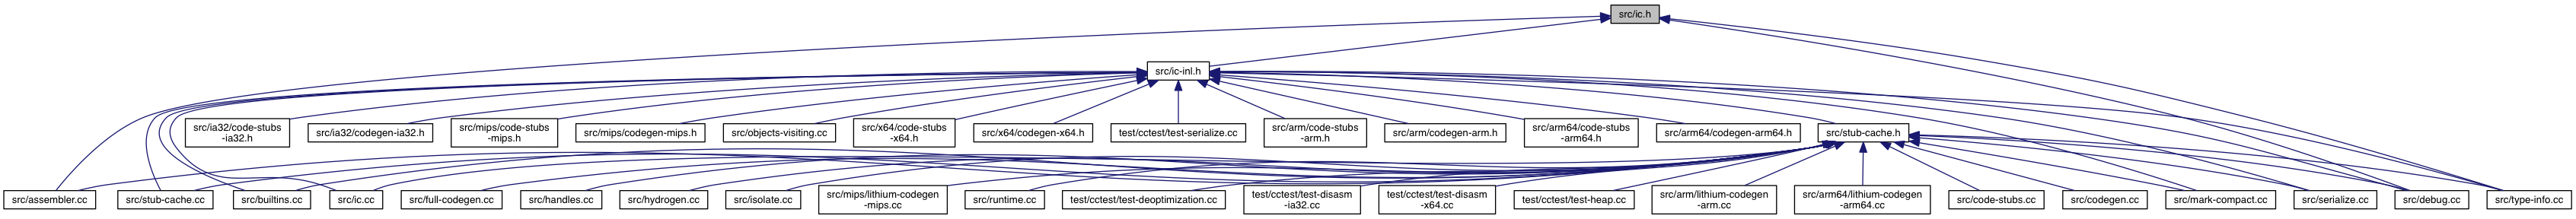 src/ic.h
src/ic-inl.h
src/ia32/code-stubs
-ia32.h
src/ia32/codegen-ia32.h
src/mips/code-stubs
-mips.h
src/mips/codegen-mips.h
src/objects-visiting.cc
src/x64/code-stubs
-x64.h
src/x64/codegen-x64.h
test/cctest/test-serialize.cc
src/arm/code-stubs
-arm.h
src/arm/codegen-arm.h
src/arm64/code-stubs
-arm64.h
src/arm64/codegen-arm64.h
src/stub-cache.h
src/assembler.cc
src/stub-cache.cc
src/builtins.cc
src/ic.cc
src/full-codegen.cc
src/handles.cc
src/hydrogen.cc
src/isolate.cc
src/mips/lithium-codegen
-mips.cc
src/runtime.cc
test/cctest/test-deoptimization.cc
test/cctest/test-disasm
-ia32.cc
test/cctest/test-disasm
-x64.cc
test/cctest/test-heap.cc
src/arm/lithium-codegen
-arm.cc
src/arm64/lithium-codegen
-arm64.cc
src/code-stubs.cc
src/codegen.cc
src/mark-compact.cc
src/serialize.cc
src/debug.cc
src/type-info.cc